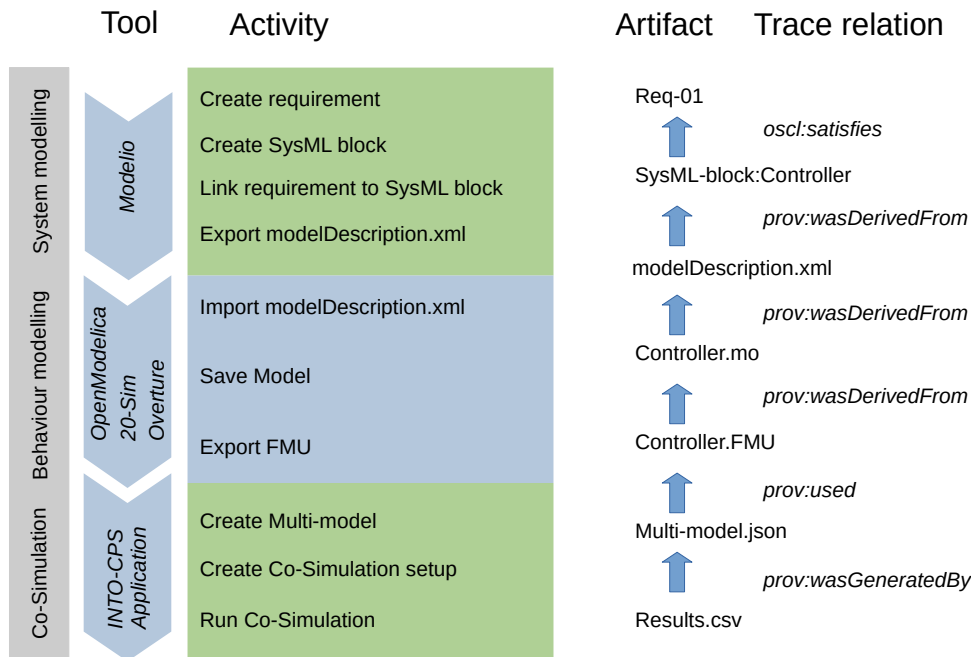 Tool
Activity
Artifact
Trace relation
System modelling
Modelio
Create requirement
Create SysML block
Link requirement to SysML block
Export modelDescription.xml
Req-01
oscl:satisfies
SysML-block:Controller
prov:wasDerivedFrom
modelDescription.xml
Behaviour modelling
OpenModelica
20-Sim
Overture
Import modelDescription.xml
Save Model
Export FMU
prov:wasDerivedFrom
Controller.mo
prov:wasDerivedFrom
Controller.FMU
prov:used
Co-Simulation
INTO-CPS
Application
Create Multi-model
Create Co-Simulation setup
Run Co-Simulation
Multi-model.json
prov:wasGeneratedBy
Results.csv